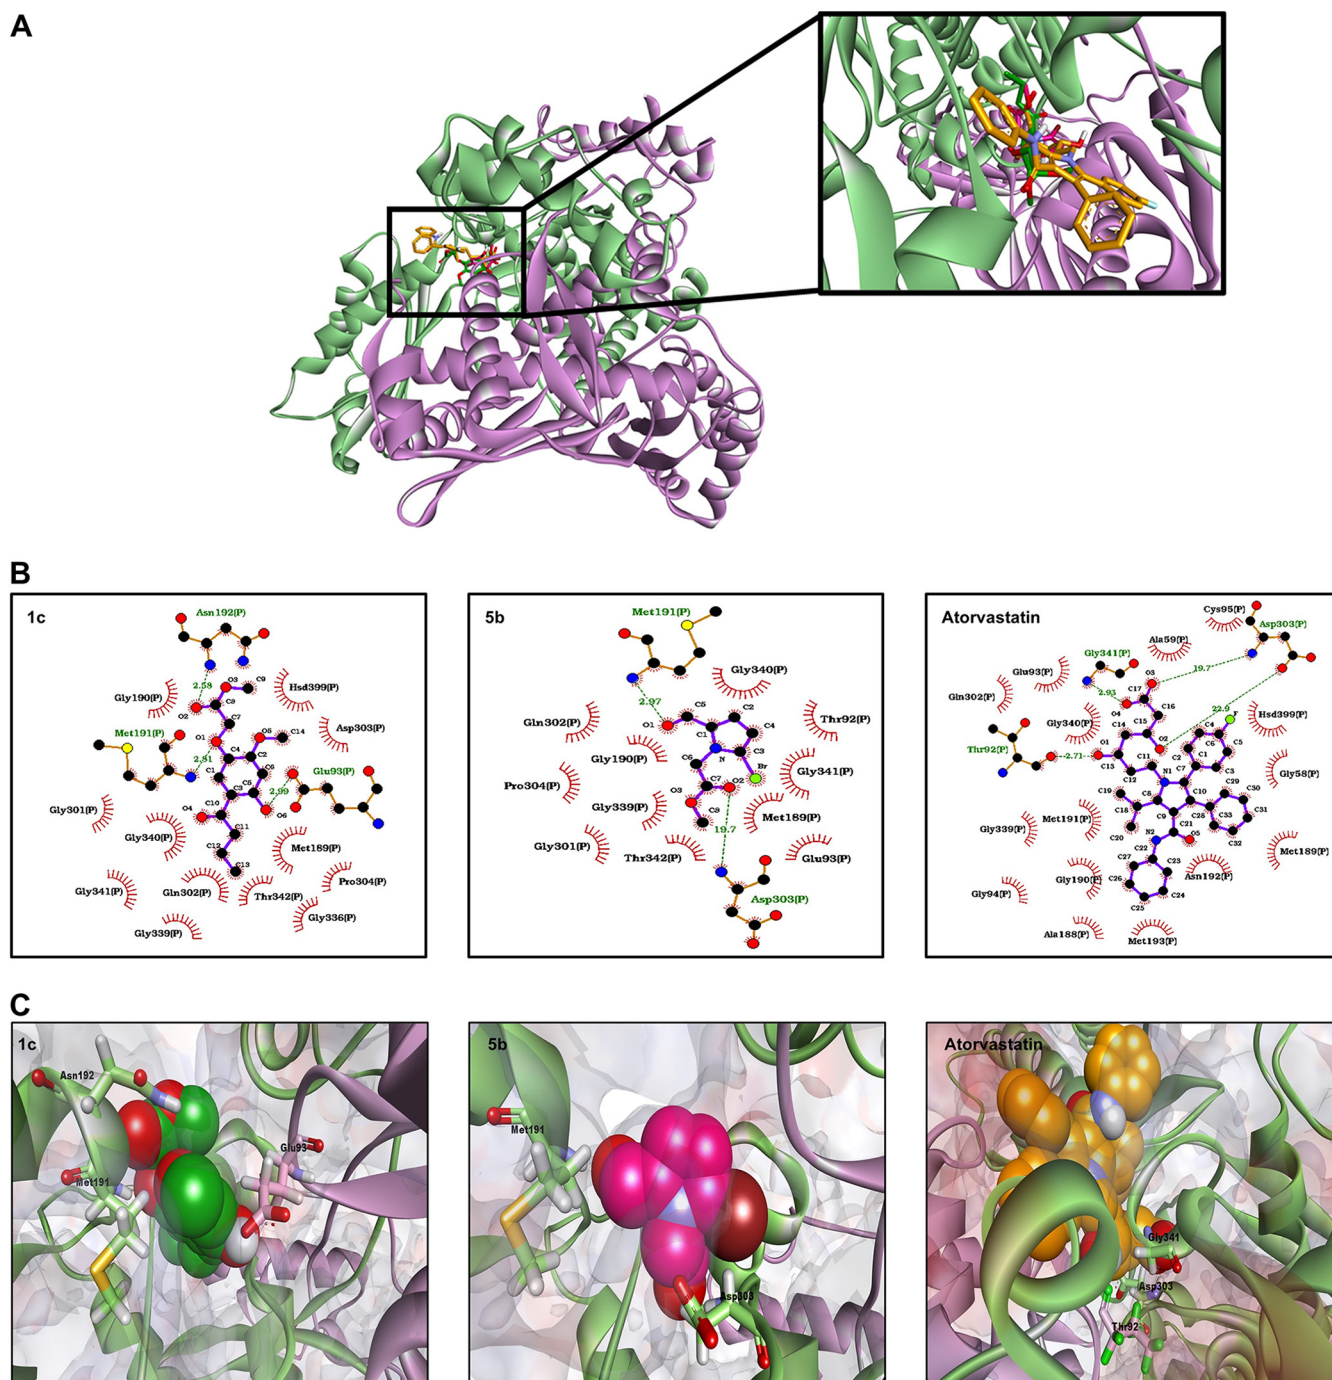 A
B
1c
Asn192(P)
2.58
O3
C9
Gly190(P)
Hsd399(P)
O2
C8
C7
Asp303(P)
Met191(P)
O1
O5
C14
2.81
C4
C2
Glu93(P)
C1
C6
C3
C5
2.99
Gly301(P)
O4
C10
O6
Gly340(P)
C11
Met189(P)
C12
C13
Pro304(P)
Gly341(P)
Gln302(P)
Thr342(P)
Gly336(P)
Gly339(P)
5b
Met191(P)
Gly340(P)
2.97
C5
C2
Gln302(P)
O1
C4
Thr92(P)
C1
Gly190(P)
N
C3
C6
Br
Gly341(P)
Pro304(P)
C7
O2
O3
Gly339(P)
Met189(P)
C8
19.7
Gly301(P)
Thr342(P)
Glu93(P)
Asp303(P)
Atorvastatin
Cys95(P)
Asp303(P)
Ala59(P)
Gly341(P)
Glu93(P)
19.7
O3
Gln302(P)
2.93
C17
O4
C16
22.9
F
Gly340(P)
C14
C15
C4
C29
Hsd399(P)
Thr92(P)
2.71
O1
O2
C2
C6
C5
C13
C11
C7
C1
C3
Gly58(P)
C12
N1
C19
C8
C10
C30
C18
C9
C28
C31
Met191(P)
C20
C21
C33
Gly339(P)
N2
O5
C32
C22
Met189(P)
C27
C23
Gly190(P)
Asn192(P)
Gly94(P)
C26
C24
C25
Ala188(P)
Met193(P)
C
1c
Asn192
Glu93
Met191
5b
Met191
Asp303
Atorvastatin
Gly341
Asp303
Thr92